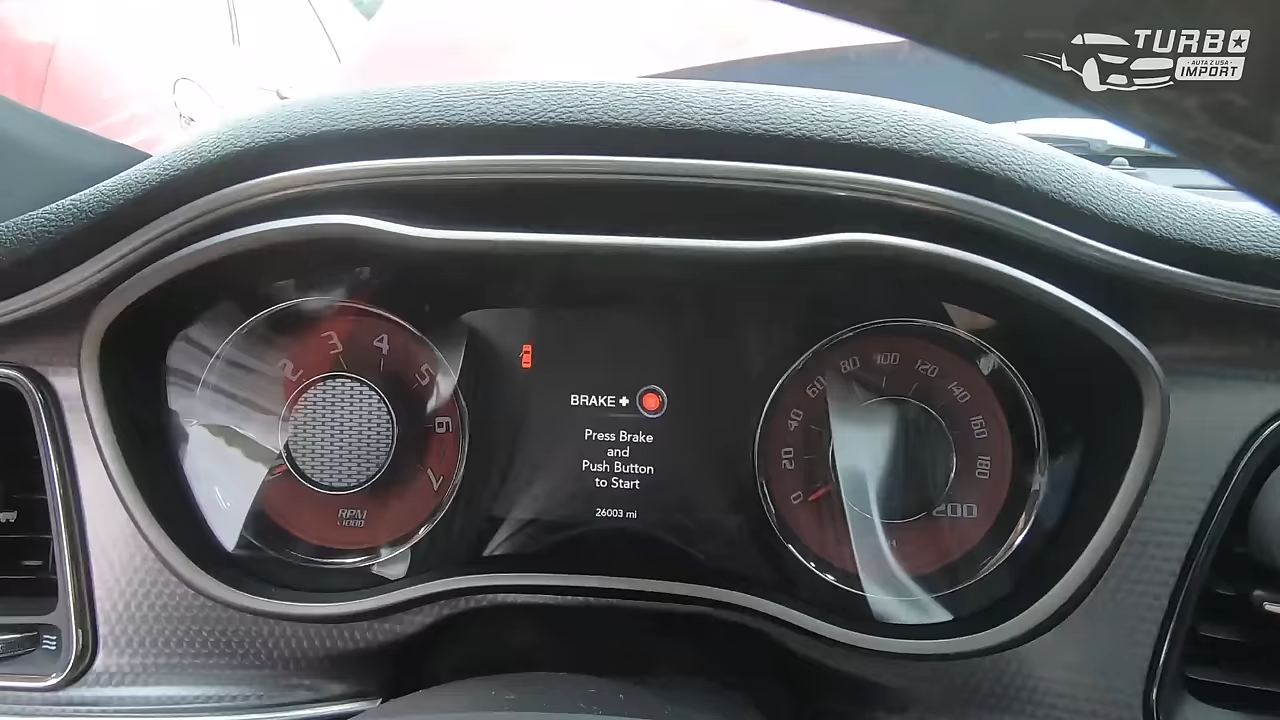 TURBO
AUTA Z USA
IMPORT
2
3
4
5
6
7
RPM
x1000
BRAKE +
Press Brake
and
Push Button
to Start
26003 mi
0
20
40
60
80
100
120
140
160
180
200